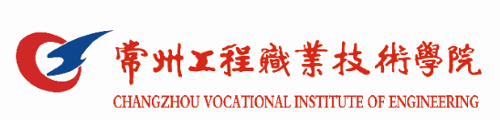 常州工程職業技術學院
CHANGZHOU VOCATIONAL INSTITUTE OF ENGINEERING